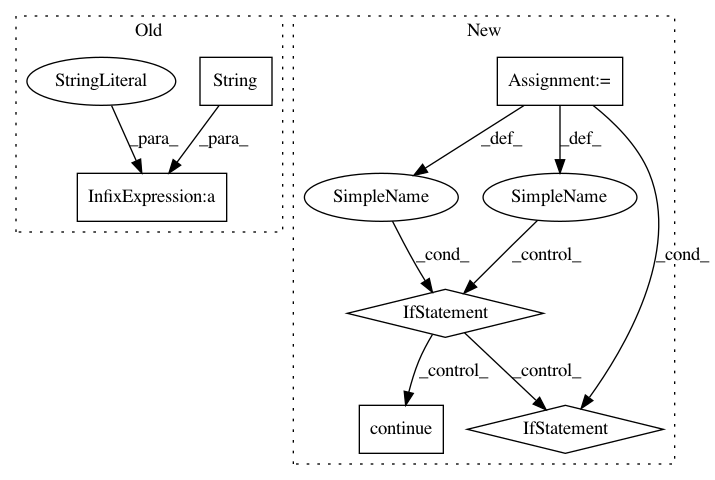 Old
New
StringLiteral
String
Assignment:=
_para_
_para_
_def_
_def_
InfixExpression:a
SimpleName
SimpleName
_cond_
_control_
_cond_
IfStatement
_control_
_control_
continue
IfStatement